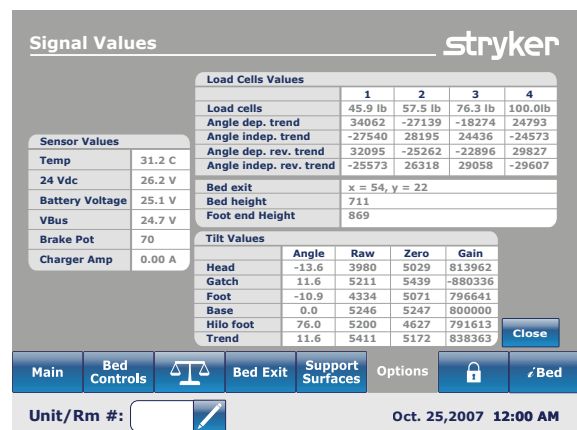 Signal Values
stryker
Load Cells Values
1 2 3 4
Load cells 45.9 lb 57.5 lb 76.3 lb 100.0lb
Angle dep. trend 34062 -27139 -18274 24793
Angle indep. trend -27540 28195 24436 -24573
Angle dep. rev. trend 32095 -25262 -22896 29827
Angle indep. rev. trend -25573 26318 29058 -29607
Bed exit x = 54, y = 22
Bed height 711
Foot end Height 869
Sensor Values
Temp 31.2 C
24 Vdc 26.2 V
Battery Voltage 25.1 V
VBus 24.7 V
Brake Pot 70
Charger Amp 0.00 A
Tilt Values
Angle Raw Zero Gain
Head -13.6 3980 5029 813962
Gatch 11.6 5211 5439 -880336
Foot -10.9 4334 5071 796641
Base 0.0 5246 5247 800000
Hilo foot 76.0 5200 4627 791613
Trend 11.6 5411 5172 838363
Close
Main
Bed Controls
Bed Exit
Support Surfaces
Options
iBed
Unit/Rm #:
Oct. 25,2007 12:00 AM